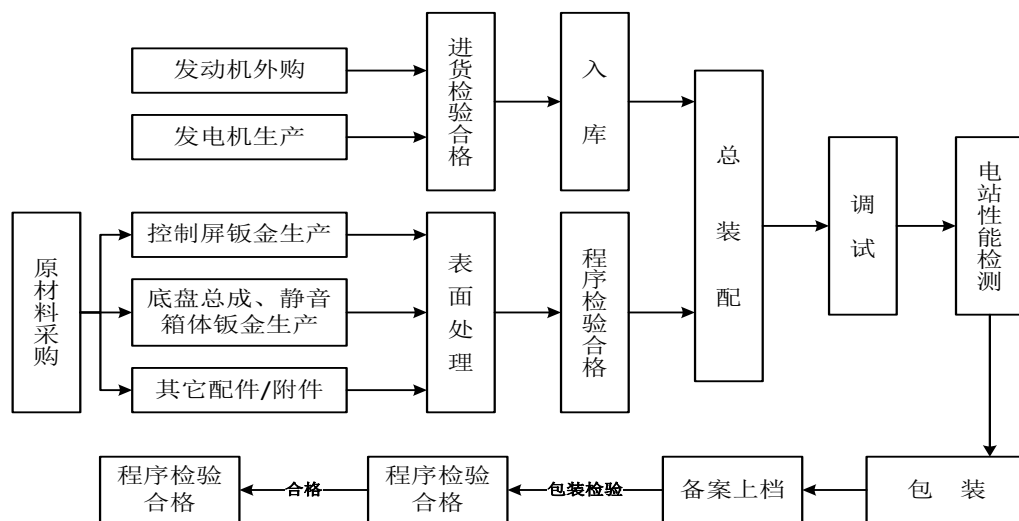 发动机外购
发电机生产
进货检验合格
入库
总装配
调试
电站性能检测
原材料采购
控制屏钣金生产
底盘总成、静音
箱体钣金生产
其它配件/附件
表面处理
程序检验合格
程序检验
合格
合格
程序检验
合格
包装检验
备案上档
包 装